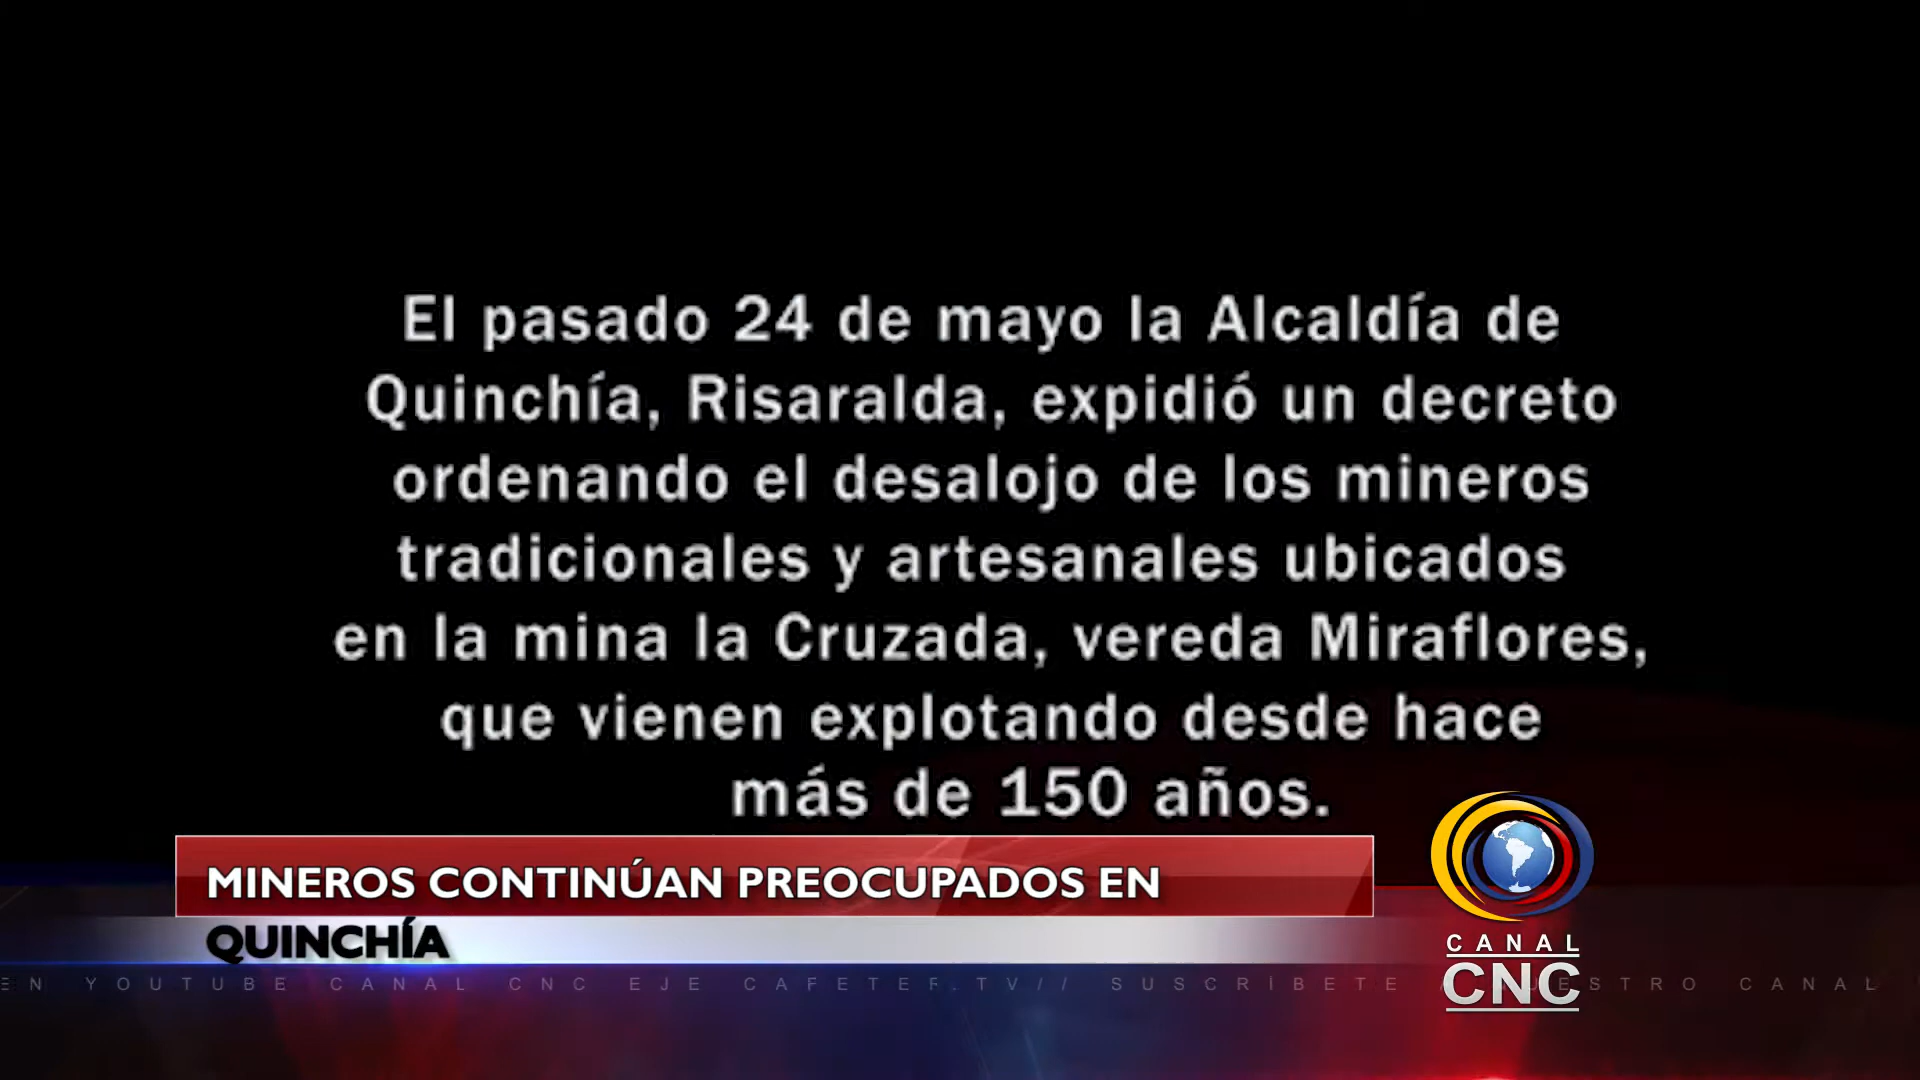 El pasado 24 de mayo la Alcaldía de
Quinchía, Risaralda, expidió un decreto
ordenando el desalojo de los mineros
tradicionales y artesanales ubicados
en la mina la Cruzada, vereda Miraflores,
que vienen explotando desde hace
más de 150 años.
MINEROS CONTINÚAN PREOCUPADOS EN
QUINCHÍA
CANAL
CNC
EN YOUTUBE CANAL CNC EJE CAFETEF.TV// SUSCRÍBETE A NUESTRO CANAL